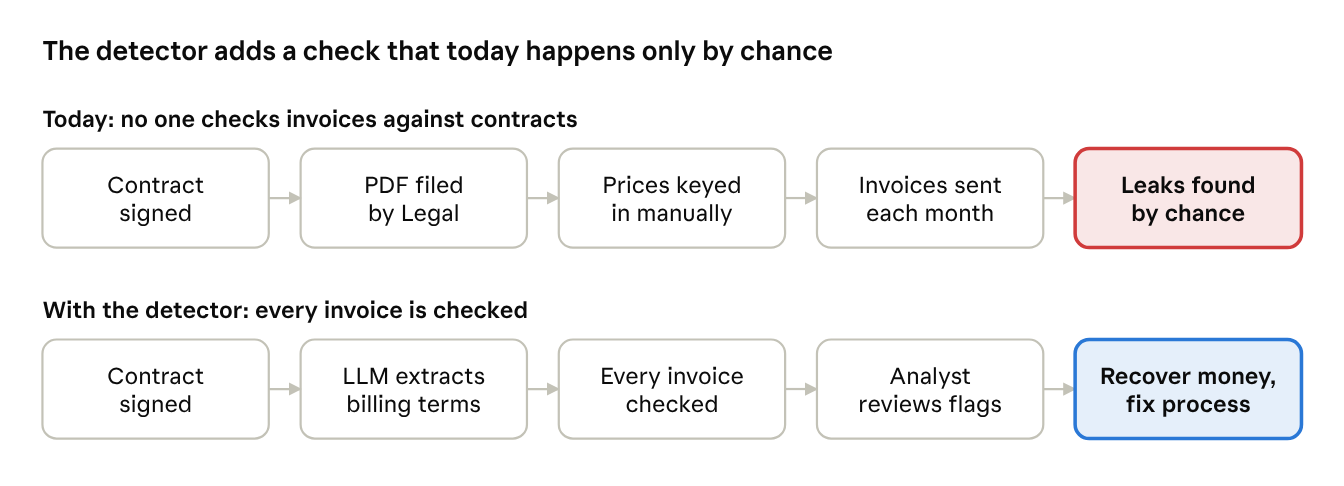 The detector adds a check that today happens only by chance
Today: no one checks invoices against contracts
Contract
signed
PDF filed
by Legal
Prices keyed
in manually
Invoices sent
each month
Leaks found
by chance
With the detector: every invoice is checked
Contract
signed
LLM extracts
billing terms
Every invoice
checked
Analyst
reviews flags
Recover money,
fix process